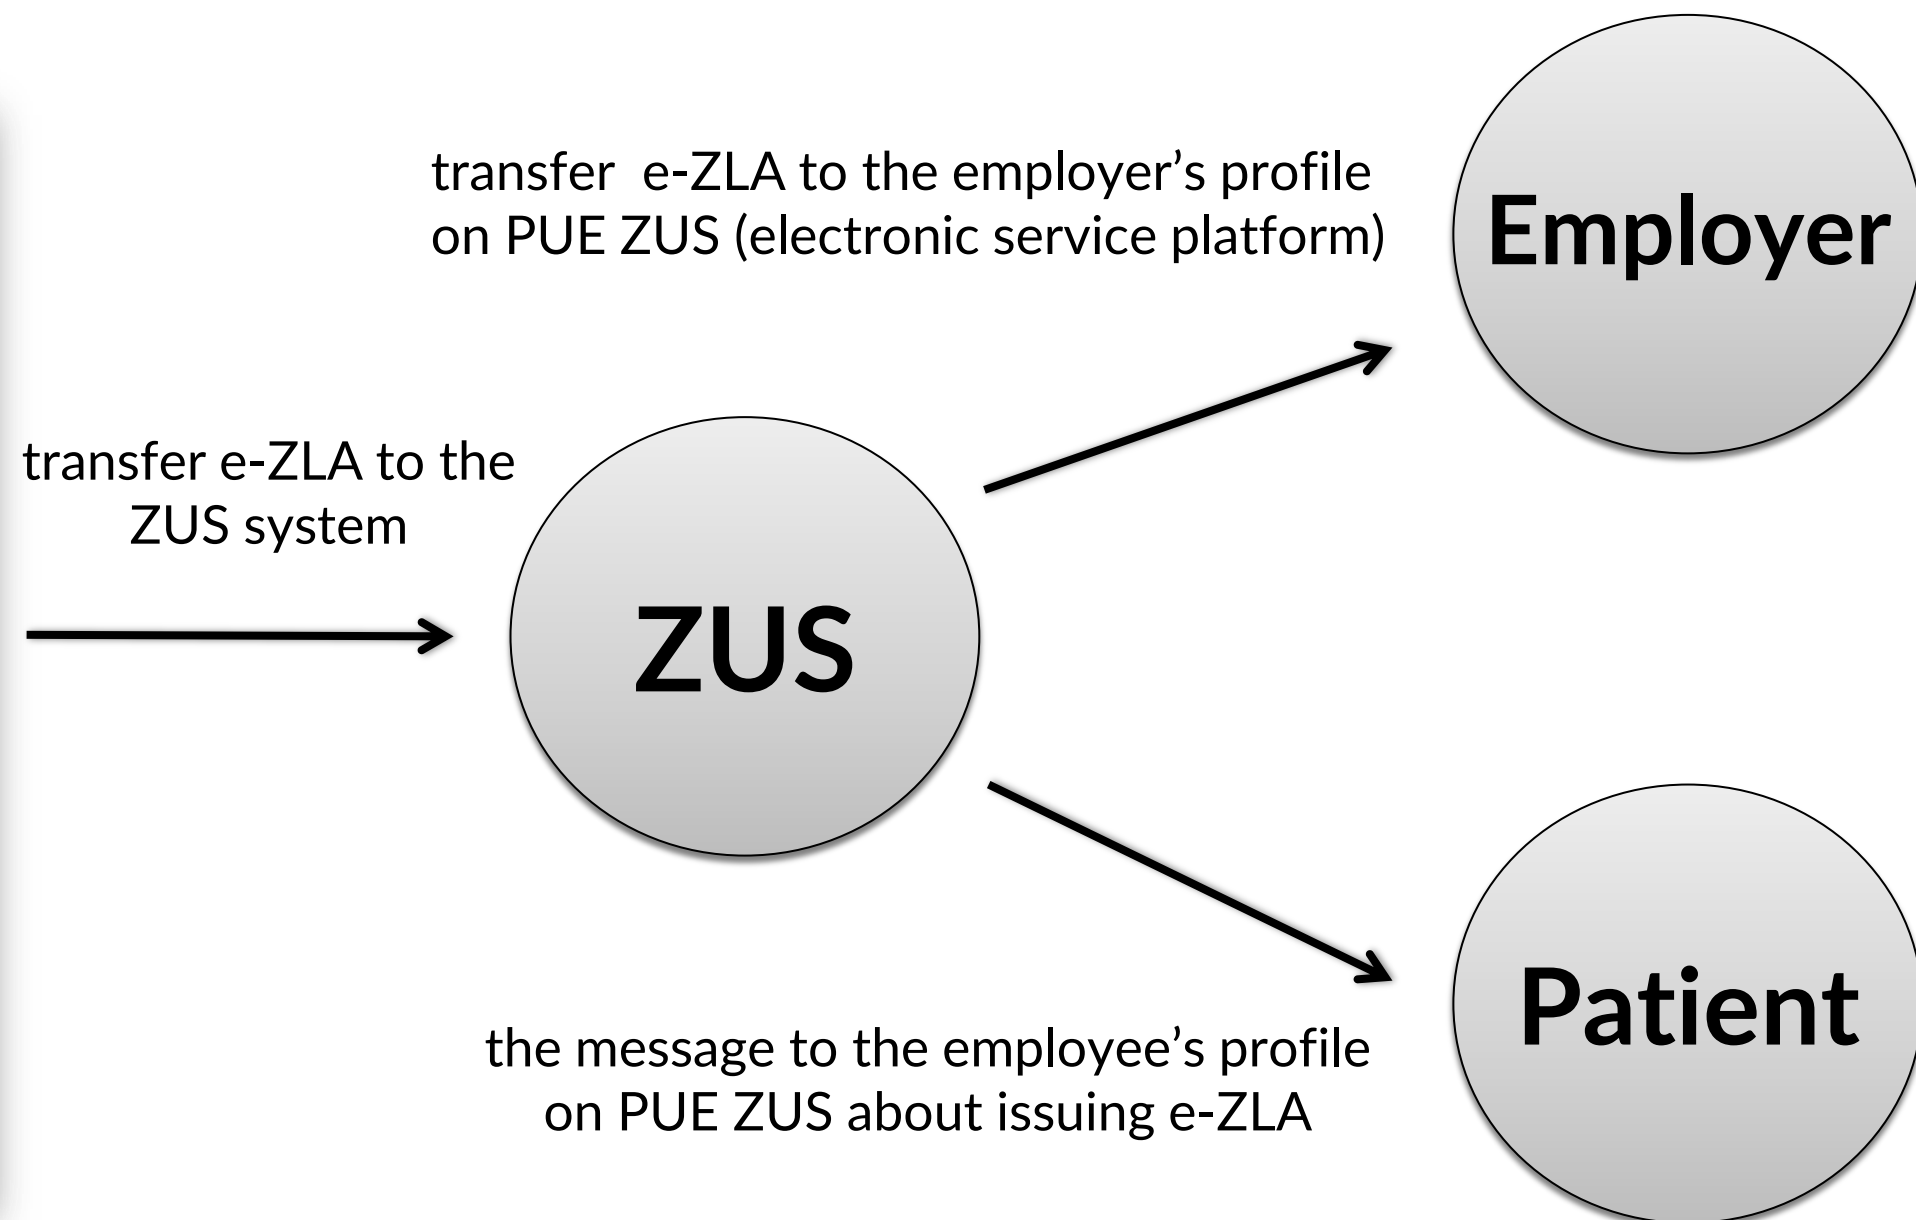 transfer e-ZLA to the employer’s profile
on PUE ZUS (electronic service platform)
Employer
transfer e-ZLA to the
ZUS system
ZUS
Patient
the message to the employee’s profile
on PUE ZUS about issuing e-ZLA